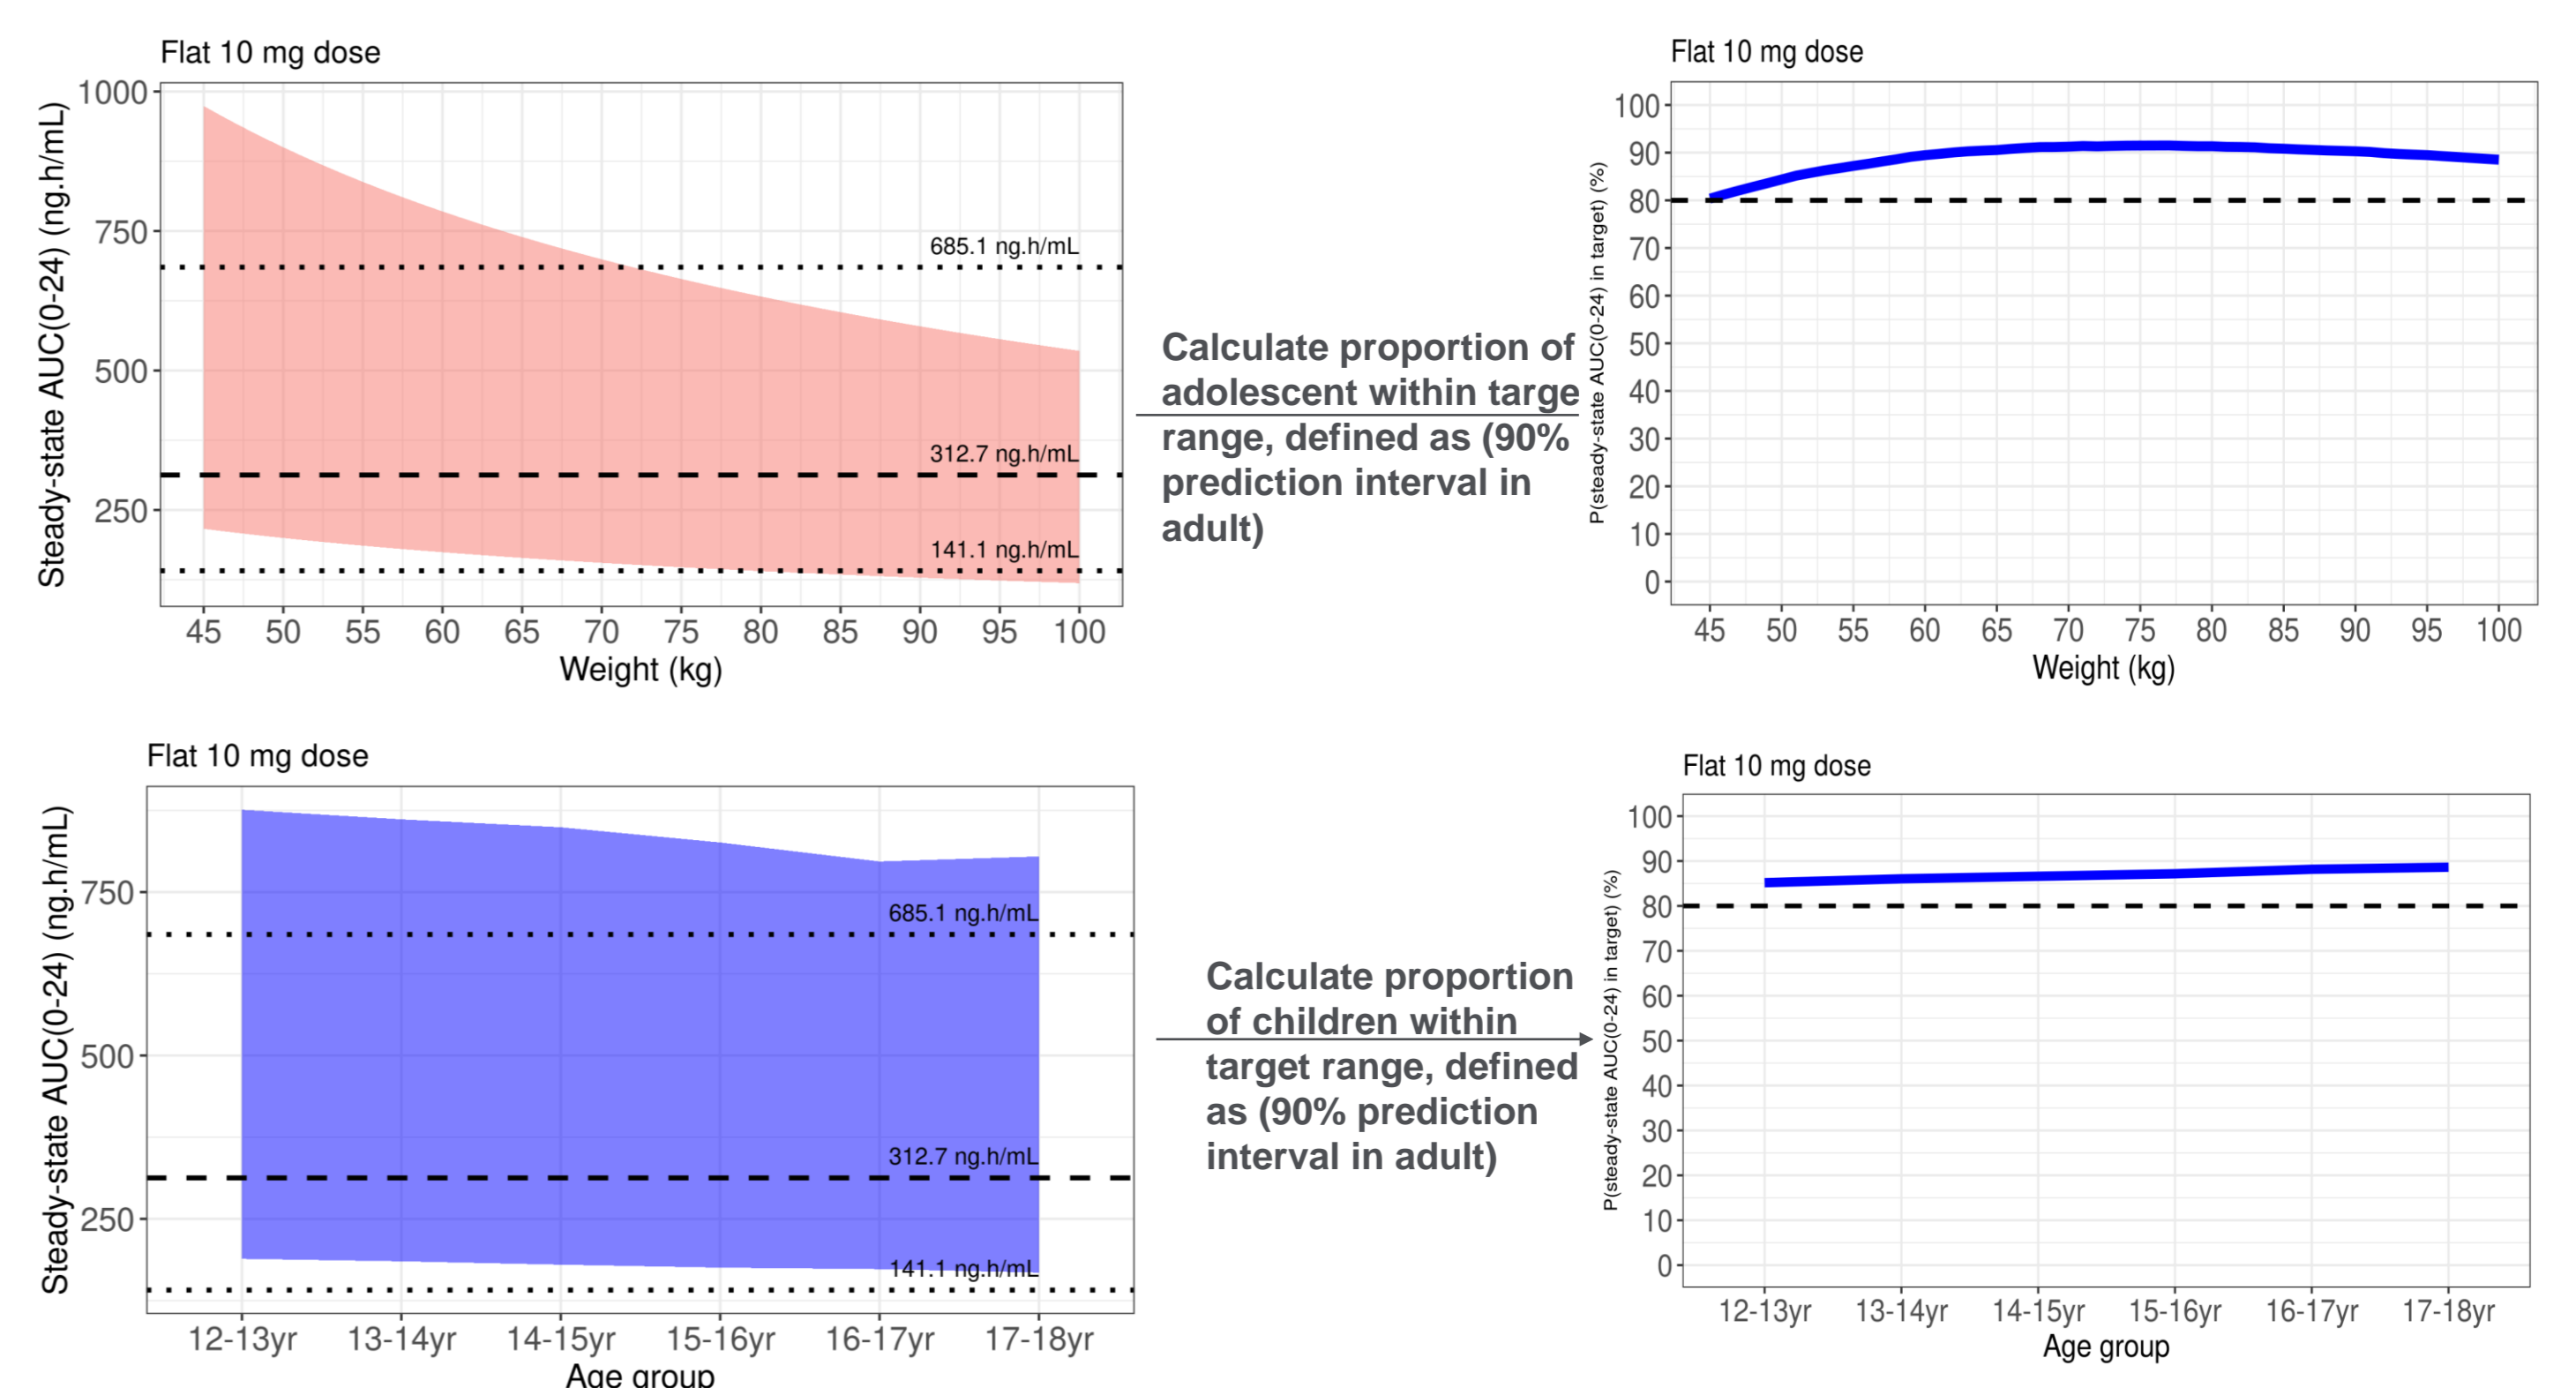 Flat 10 mg dose
Steady-state AUC(0-24) (ng.h/mL)
1000
750
500
250
685.1 ng.h/mL
312.7 ng.h/mL
141.1 ng.h/mL
45 50 55 60 65 70 75 80 85 90 95 100
Weight (kg)
Calculate proportion of
adolescent within targe
range, defined as (90%
prediction interval in
adult)
Flat 10 mg dose
P(steady-state AUC(0-24) in target) (%)
100
90
80
70
60
50
40
30
20
10
0
45 50 55 60 65 70 75 80 85 90 95 100
Weight (kg)
Flat 10 mg dose
Steady-state AUC(0-24) (ng.h/mL)
750
500
250
685.1 ng.h/mL
312.7 ng.h/mL
141.1 ng.h/mL
12-13yr 13-14yr 14-15yr 15-16yr 16-17yr 17-18yr
Age group
Calculate proportion
of children within
target range, defined
as (90% prediction
interval in adult)
Flat 10 mg dose
P(steady-state AUC(0-24) in target) (%)
100
90
80
70
60
50
40
30
20
10
0
12-13yr 13-14yr 14-15yr 15-16yr 16-17yr 17-18yr
Age group